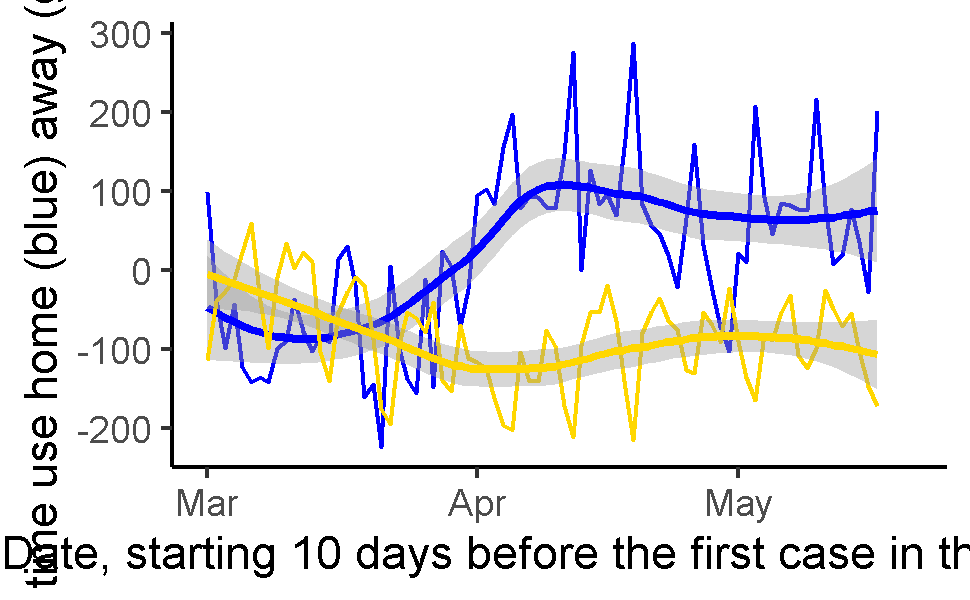 time use home (blue) away (
300
200
100
0
-100
-200
Mar Apr May
Date, starting 10 days before the first case in th